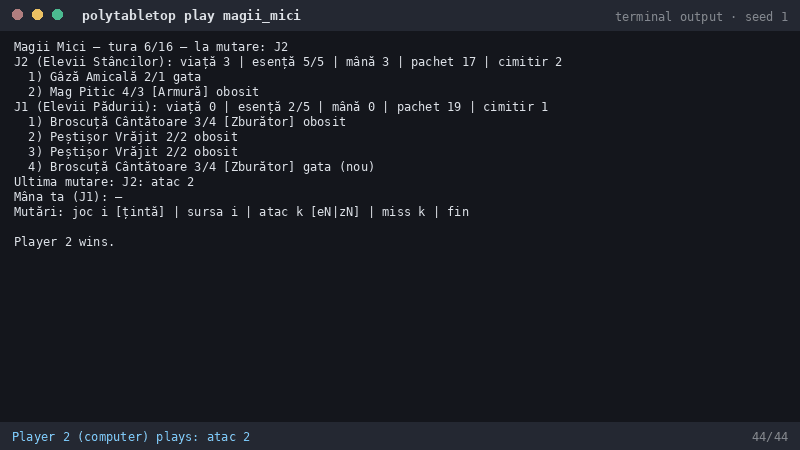 polytabletop play magii_mici
terminal output · seed 1
Magii Mici — tura 6/16 — la mutare: J2
J2 (Elevii Stâncilor): viață 3 | esență 5/5 | mână 3 | pachet 17 | cimitir 2
1) Gâză Amicală 2/1 gata
2) Mag Pitic 4/3 [Armură] obosit
J1 (Elevii Pădurii): viață 0 | esență 2/5 | mână 0 | pachet 19 | cimitir 1
1) Broscuță Cântătoare 3/4 [Zburător] obosit
2) Peștișor Vrăjit 2/2 obosit
3) Peștișor Vrăjit 2/2 obosit
4) Broscuță Cântătoare 3/4 [Zburător] gata (nou)
Ultima mutare: J2: atac 2
Mâna ta (J1): —
Mutări: joc i [țintă] | sursa i | atac k [eN|zN] | miss k | fin
Player 2 wins.
Player 2 (computer) plays: atac 2
44/44